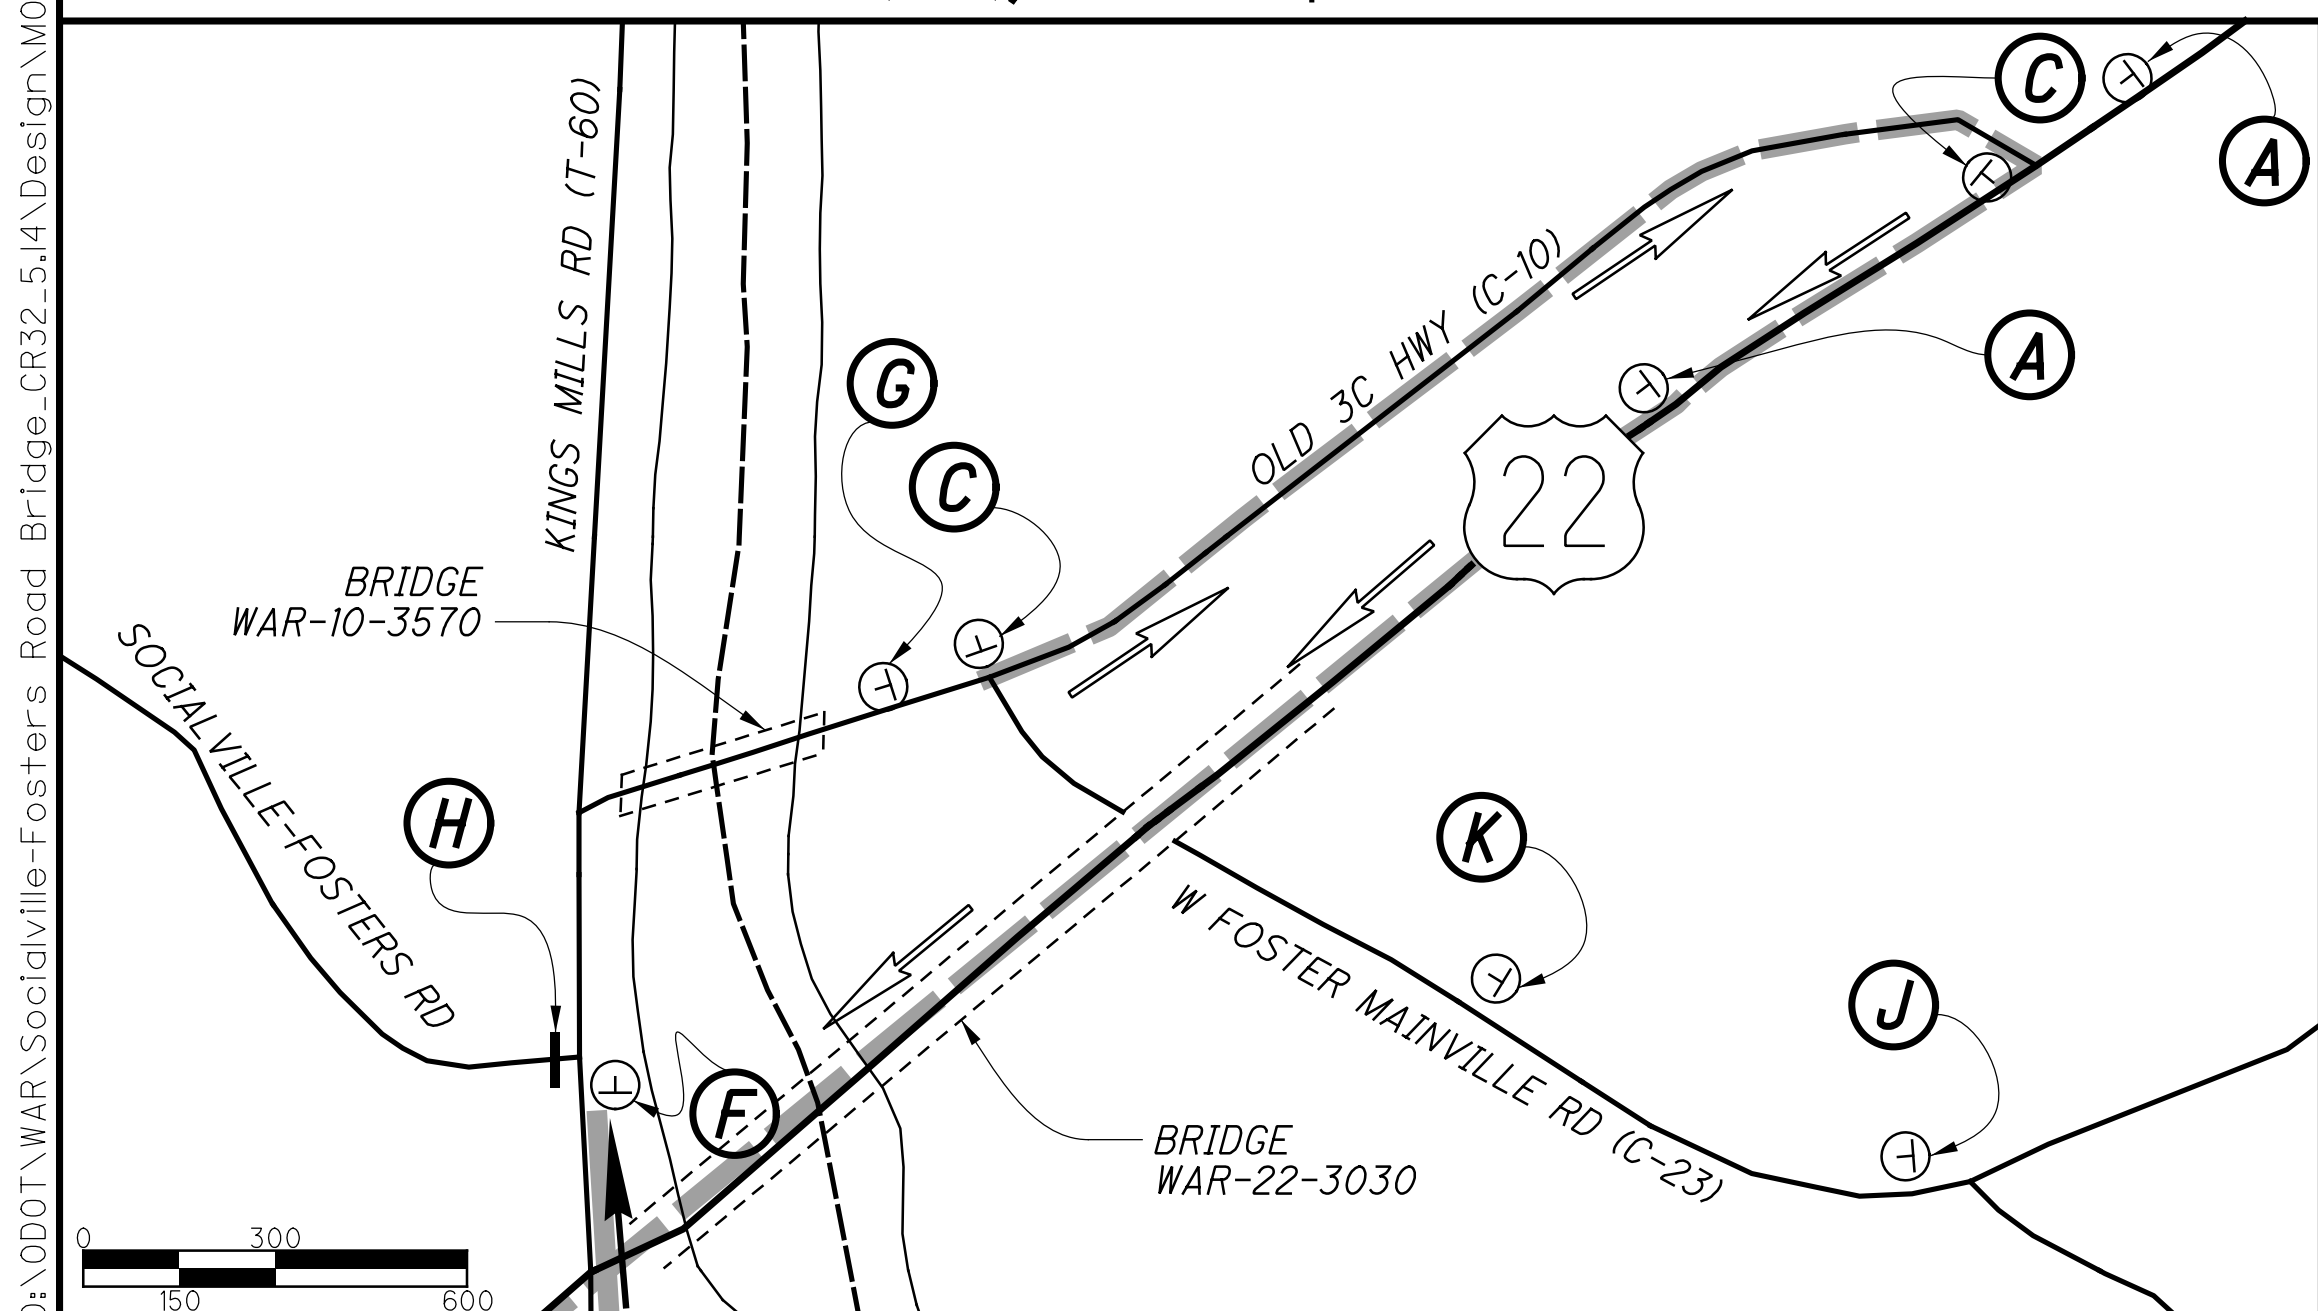 D:\ODOT\WAR\Socialville-Fosters Road Bridge_CR32_5.14\Design\MO
KINGS MILLS RD (T-60)
C
A
A
G
C
OLD 3C HWY (C-10)
22
BRIDGE
WAR-10-3570
SOCIALVILLE-FOSTERS RD
H
K
W FOSTER MAINVILLE RD (C-23)
J
F
BRIDGE
WAR-22-3030
0 300
150 600